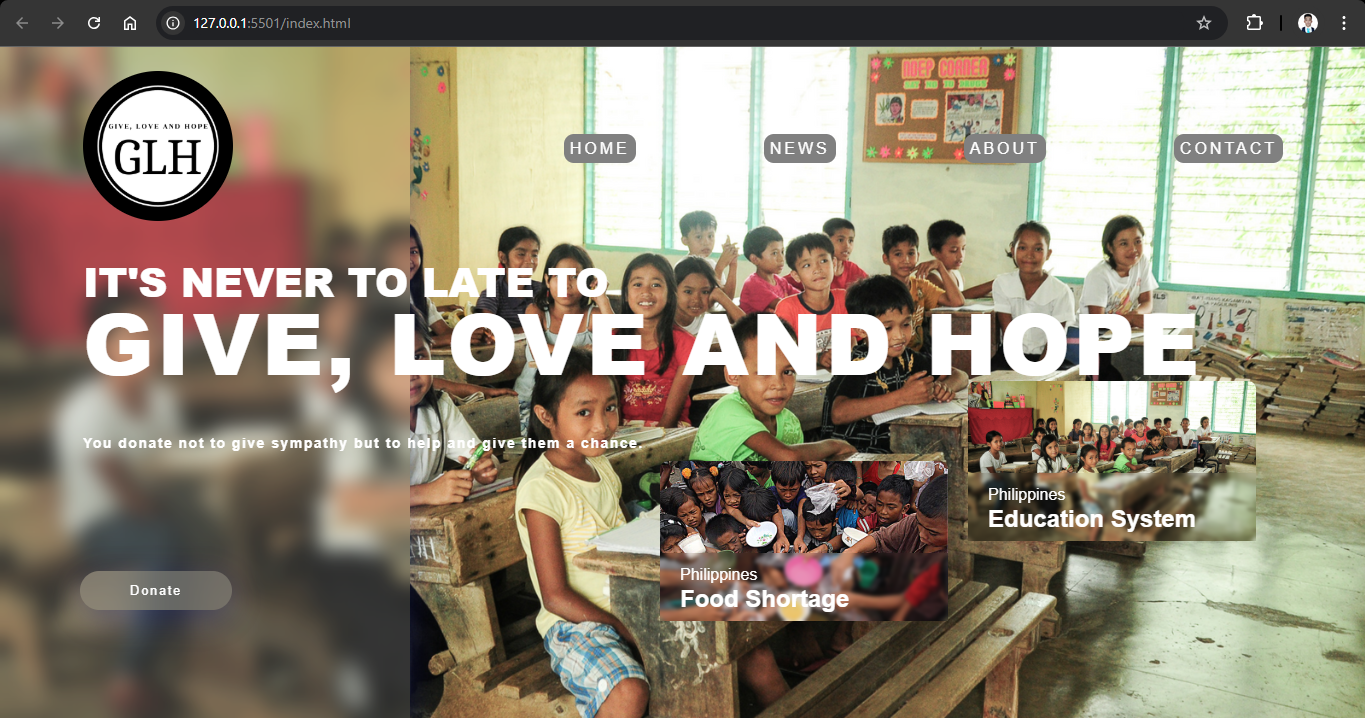 127.0.0.1:5501/index.html
GIVE, LOVE AND HOPE
GLH
HOME
NEWS
ABOUT
CONTACT
NDEP CORNER
IT'S NEVER TO LATE TO
GIVE, LOVE AND HOPE
You donate not to give sympathy but to help and give them a chance.
Philippines
Education System
Philippines
Food Shortage
Donate